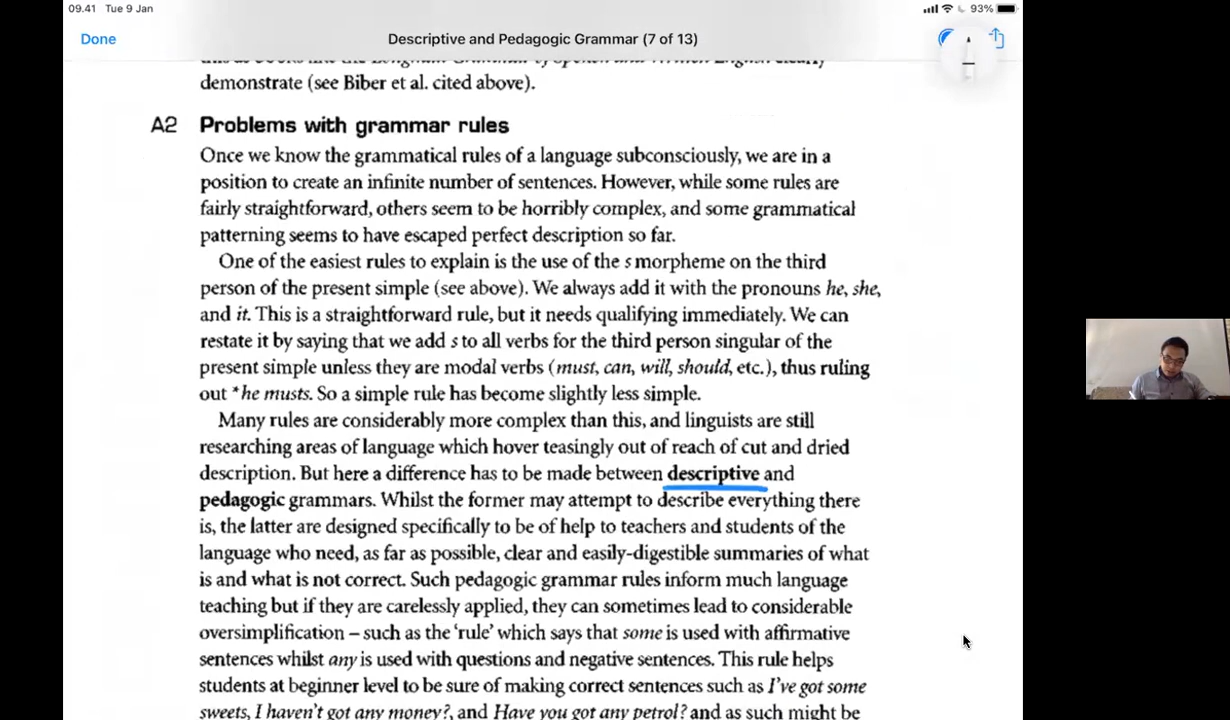 09.41 Tue 9 Jan
93%
Done
Descriptive and Pedagogic Grammar (7 of 13)
demonstrate (see Biber et al. cited above).
A2 Problems with grammar rules
Once we know the grammatical rules of a language subconsciously, we are in a
position to create an infinite number of sentences. However, while some rules are
fairly straightforward, others seem to be horribly complex, and some grammatical
patterning seems to have escaped perfect description so far.
One of the easiest rules to explain is the use of the s morpheme on the third
person of the present simple (see above). We always add it with the pronouns he, she,
and it. This is a straightforward rule, but it needs qualifying immediately. We can
restate it by saying that we add s to all verbs for the third person singular of the
present simple unless they are modal verbs (must, can, will, should, etc.), thus ruling
out *he musts. So a simple rule has become slightly less simple.
Many rules are considerably more complex than this, and linguists are still
researching areas of language which hover teasingly out of reach of cut and dried
description. But here a difference has to be made between descriptive and
pedagogic grammars. Whilst the former may attempt to describe everything there
is, the latter are designed specifically to be of help to teachers and students of the
language who need, as far as possible, clear and easily-digestible summaries of what
is and what is not correct. Such pedagogic grammar rules inform much language
teaching but if they are carelessly applied, they can sometimes lead to considerable
oversimplification – such as the ‘rule’ which says that some is used with affirmative
sentences whilst any is used with questions and negative sentences. This rule helps
students at beginner level to be sure of making correct sentences such as I've got some
sweets, I haven't got any money?, and Have you got any petrol? and as such might be